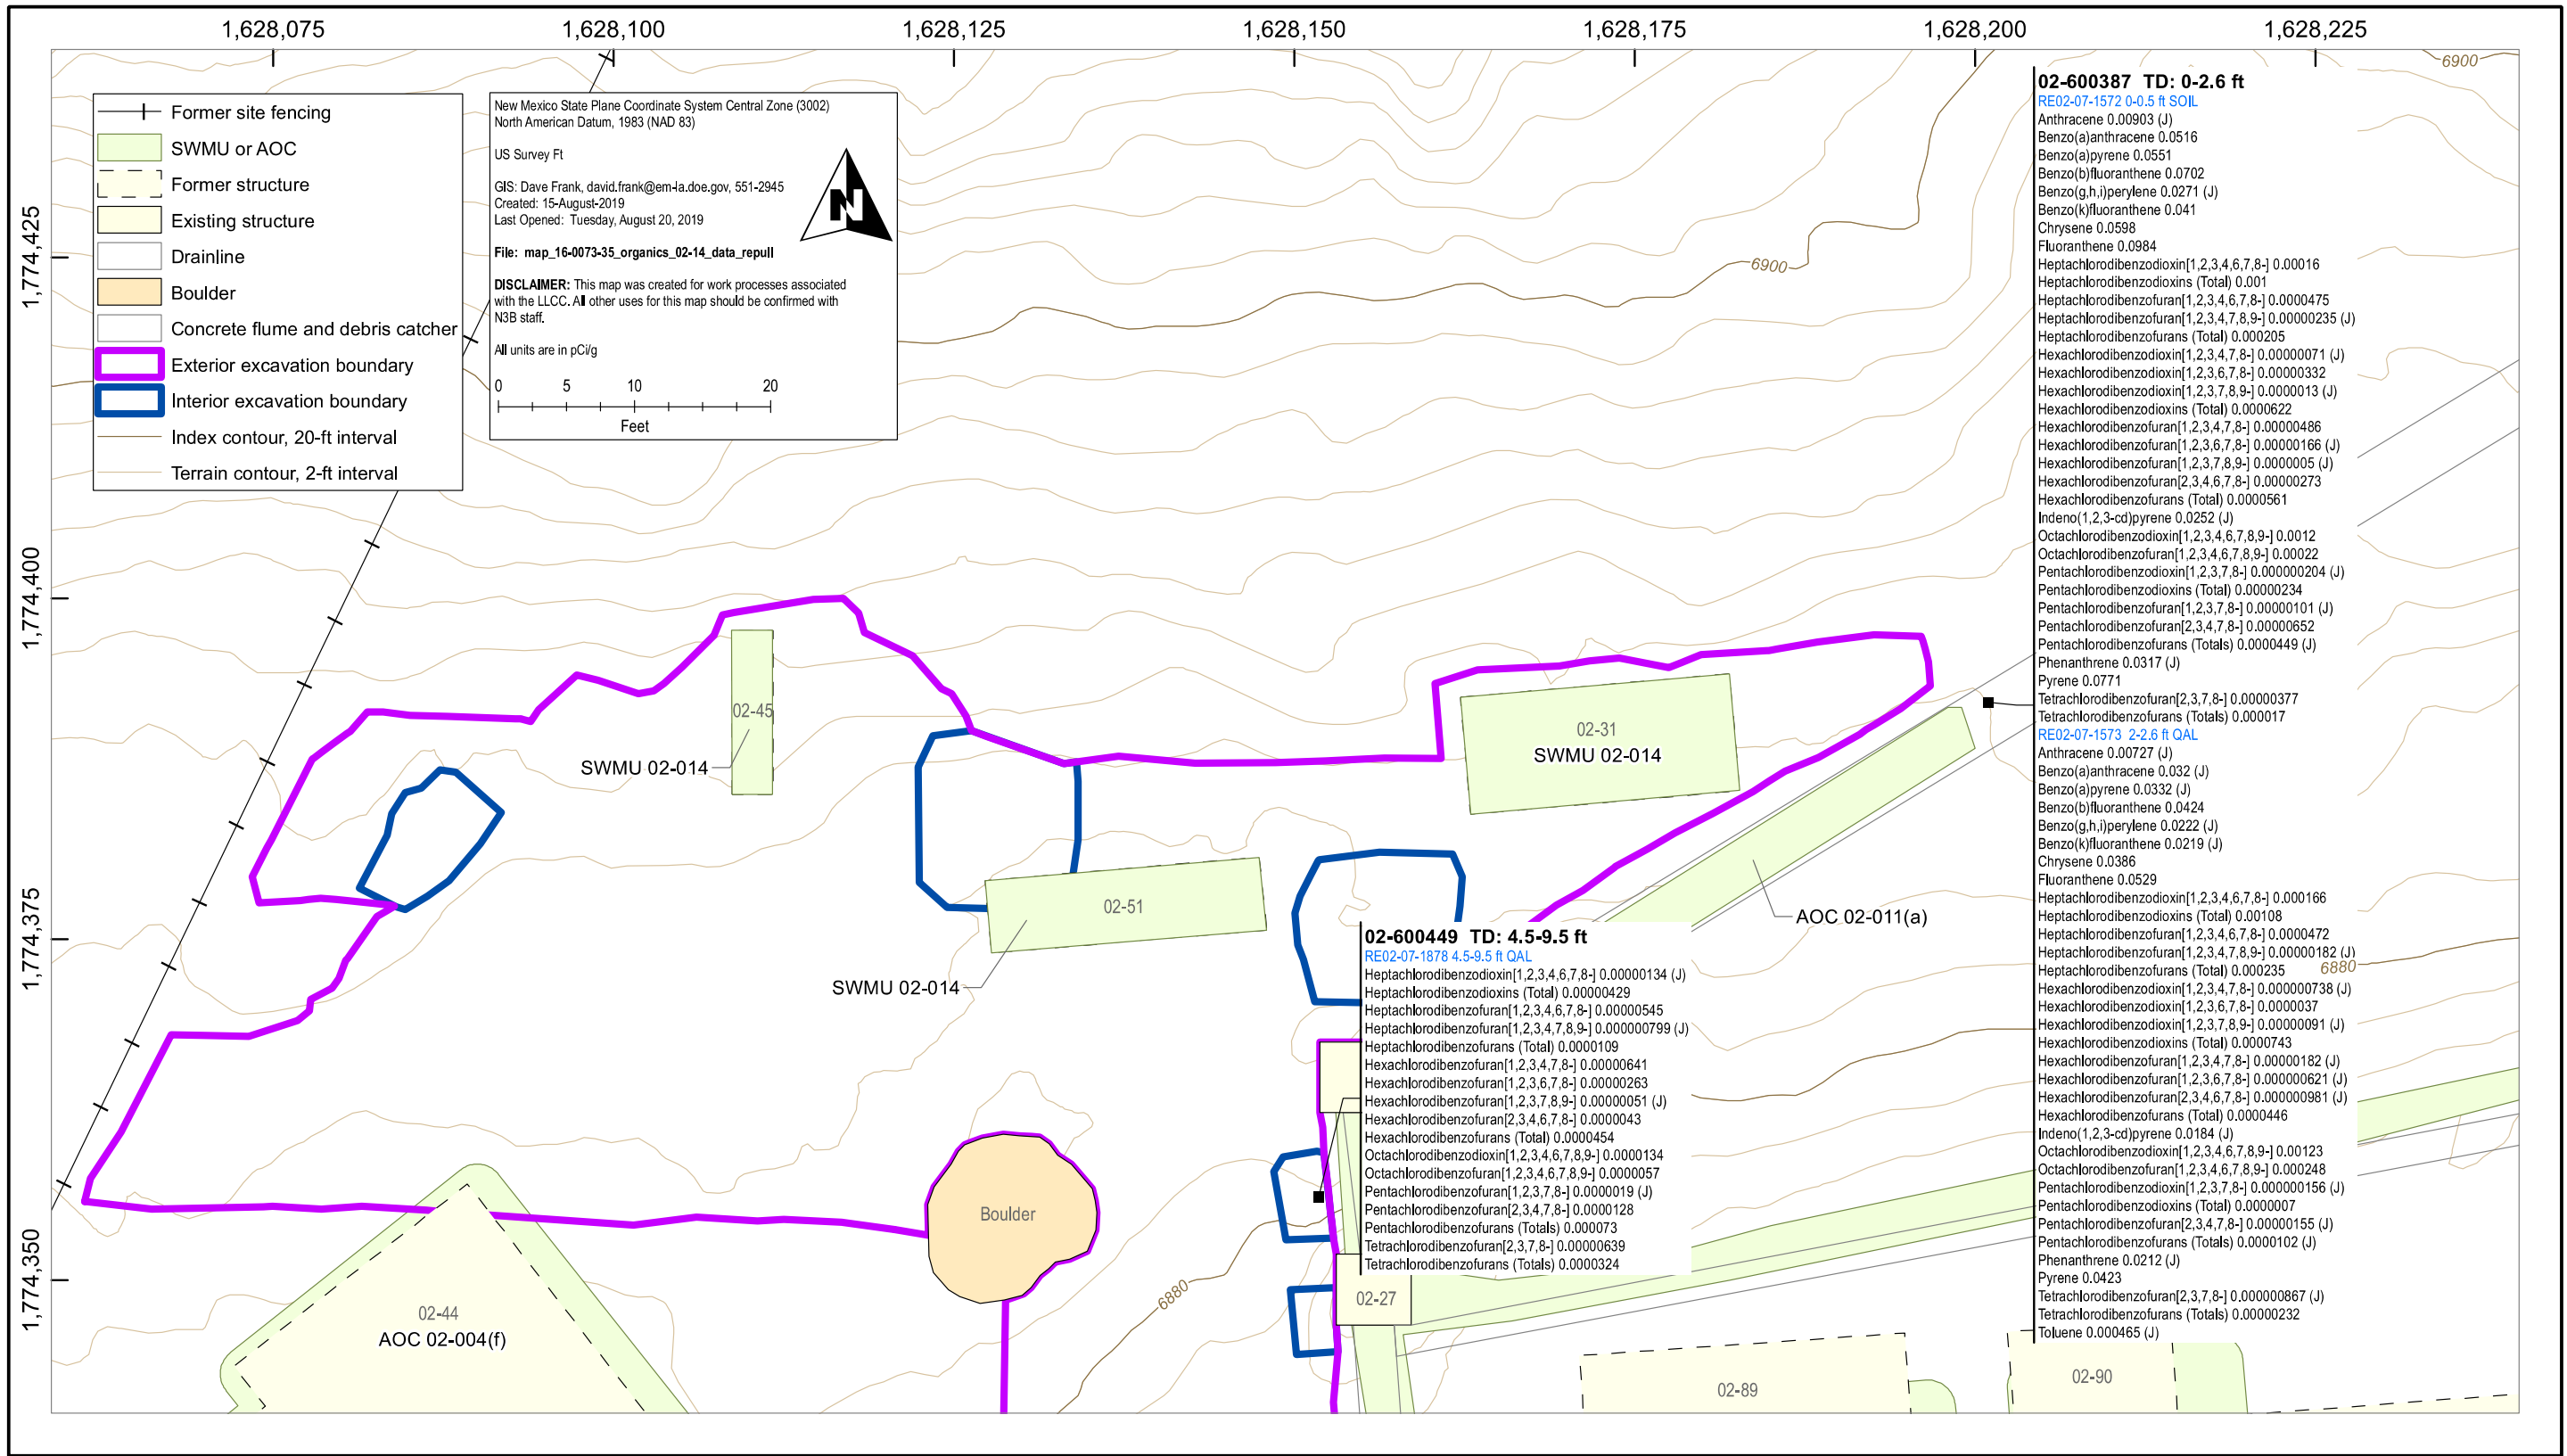 1,628,075
1,628,100
1,628,125
1,628,150
1,628,175
1,628,200
1,628,225
1,774,425
1,774,400
1,774,375
1,774,350
Former site fencing
SWMU or AOC
Former structure
Existing structure
Drainline
Boulder
Concrete flume and debris catcher
Exterior excavation boundary
Interior excavation boundary
Index contour, 20-ft interval
Terrain contour, 2-ft interval
New Mexico State Plane Coordinate System Central Zone (3002)
North American Datum, 1983 (NAD 83)
US Survey Ft
GIS: Dave Frank, david.frank@em-la.doe.gov, 551-2945
Created: 15-August-2019
Last Opened: Tuesday, August 20, 2019
N
File: map_16-0073-35_organics_02-14_data_repull
DISCLAIMER: This map was created for work processes associated
with the LLCC. All other uses for this map should be confirmed with
N3B staff.
All units are in pCi/g
0 5 10 20
Feet
6900
6900
02-45
SWMU 02-014
02-31
SWMU 02-014
02-51
SWMU 02-014
AOC 02-011(a)
Boulder
02-44
AOC 02-004(f)
6880
6880
02-27
02-89
02-90
02-600449 TD: 4.5-9.5 ft
RE02-07-1878 4.5-9.5 ft QAL
Heptachlorodibenzodioxin[1,2,3,4,6,7,8-] 0.00000134 (J)
Heptachlorodibenzodioxins (Total) 0.00000429
Heptachlorodibenzofuran[1,2,3,4,6,7,8-] 0.00000545
Heptachlorodibenzofuran[1,2,3,4,7,8,9-] 0.000000799 (J)
Heptachlorodibenzofurans (Total) 0.0000109
Hexachlorodibenzofuran[1,2,3,4,7,8-] 0.00000641
Hexachlorodibenzofuran[1,2,3,6,7,8-] 0.00000263
Hexachlorodibenzofuran[1,2,3,7,8,9-] 0.00000051 (J)
Hexachlorodibenzofuran[2,3,4,6,7,8-] 0.0000043
Hexachlorodibenzofurans (Total) 0.0000454
Octachlorodibenzodioxin[1,2,3,4,6,7,8,9-] 0.0000134
Octachlorodibenzofuran[1,2,3,4,6,7,8,9-] 0.0000057
Pentachlorodibenzofuran[1,2,3,7,8-] 0.0000019 (J)
Pentachlorodibenzofuran[2,3,4,7,8-] 0.0000128
Pentachlorodibenzofurans (Totals) 0.000073
Tetrachlorodibenzofuran[2,3,7,8-] 0.00000639
Tetrachlorodibenzofurans (Totals) 0.0000324
02-600387 TD: 0-2.6 ft
RE02-07-1572 0-0.5 ft SOIL
Anthracene 0.00903 (J)
Benzo(a)anthracene 0.0516
Benzo(a)pyrene 0.0551
Benzo(b)fluoranthene 0.0702
Benzo(g,h,i)perylene 0.0271 (J)
Benzo(k)fluoranthene 0.041
Chrysene 0.0598
Fluoranthene 0.0984
Heptachlorodibenzodioxin[1,2,3,4,6,7,8-] 0.00016
Heptachlorodibenzodioxins (Total) 0.001
Heptachlorodibenzofuran[1,2,3,4,6,7,8-] 0.0000475
Heptachlorodibenzofuran[1,2,3,4,7,8,9-] 0.00000235 (J)
Heptachlorodibenzofurans (Total) 0.000205
Hexachlorodibenzodioxin[1,2,3,4,7,8-] 0.00000071 (J)
Hexachlorodibenzodioxin[1,2,3,6,7,8-] 0.00000332
Hexachlorodibenzodioxin[1,2,3,7,8,9-] 0.0000013 (J)
Hexachlorodibenzodioxins (Total) 0.0000622
Hexachlorodibenzofuran[1,2,3,4,7,8-] 0.00000486
Hexachlorodibenzofuran[1,2,3,6,7,8-] 0.00000166 (J)
Hexachlorodibenzofuran[1,2,3,7,8,9-] 0.0000005 (J)
Hexachlorodibenzofuran[2,3,4,6,7,8-] 0.00000273
Hexachlorodibenzofurans (Total) 0.0000561
Indeno(1,2,3-cd)pyrene 0.0252 (J)
Octachlorodibenzodioxin[1,2,3,4,6,7,8,9-] 0.0012
Octachlorodibenzofuran[1,2,3,4,6,7,8,9-] 0.00022
Pentachlorodibenzodioxin[1,2,3,7,8-] 0.000000204 (J)
Pentachlorodibenzodioxins (Total) 0.00000234
Pentachlorodibenzofuran[1,2,3,7,8-] 0.00000101 (J)
Pentachlorodibenzofuran[2,3,4,7,8-] 0.00000652
Pentachlorodibenzofurans (Totals) 0.0000449 (J)
Phenanthrene 0.0317 (J)
Pyrene 0.0771
Tetrachlorodibenzofuran[2,3,7,8-] 0.00000377
Tetrachlorodibenzofurans (Totals) 0.000017
RE02-07-1573 2-2.6 ft QAL
Anthracene 0.00727 (J)
Benzo(a)anthracene 0.032 (J)
Benzo(a)pyrene 0.0332 (J)
Benzo(b)fluoranthene 0.0424
Benzo(g,h,i)perylene 0.0222 (J)
Benzo(k)fluoranthene 0.0219 (J)
Chrysene 0.0386
Fluoranthene 0.0529
Heptachlorodibenzodioxin[1,2,3,4,6,7,8-] 0.000166
Heptachlorodibenzodioxins (Total) 0.00108
Heptachlorodibenzofuran[1,2,3,4,6,7,8-] 0.0000472
Heptachlorodibenzofuran[1,2,3,4,7,8,9-] 0.00000182 (J)
Heptachlorodibenzofurans (Total) 0.000235
Hexachlorodibenzodioxin[1,2,3,4,7,8-] 0.000000738 (J)
Hexachlorodibenzodioxin[1,2,3,6,7,8-] 0.0000037
Hexachlorodibenzodioxin[1,2,3,7,8,9-] 0.00000091 (J)
Hexachlorodibenzodioxins (Total) 0.0000743
Hexachlorodibenzofuran[1,2,3,4,7,8-] 0.00000182 (J)
Hexachlorodibenzofuran[1,2,3,6,7,8-] 0.000000621 (J)
Hexachlorodibenzofuran[2,3,4,6,7,8-] 0.000000981 (J)
Hexachlorodibenzofurans (Total) 0.0000446
Indeno(1,2,3-cd)pyrene 0.0184 (J)
Octachlorodibenzodioxin[1,2,3,4,6,7,8,9-] 0.00123
Octachlorodibenzofuran[1,2,3,4,6,7,8,9-] 0.000248
Pentachlorodibenzodioxin[1,2,3,7,8-] 0.000000156 (J)
Pentachlorodibenzodioxins (Total) 0.0000007
Pentachlorodibenzofuran[2,3,4,7,8-] 0.00000155 (J)
Pentachlorodibenzofurans (Totals) 0.0000102 (J)
Phenanthrene 0.0212 (J)
Pyrene 0.0423
Tetrachlorodibenzofuran[2,3,7,8-] 0.000000867 (J)
Tetrachlorodibenzofurans (Totals) 0.00000232
Toluene 0.000465 (J)